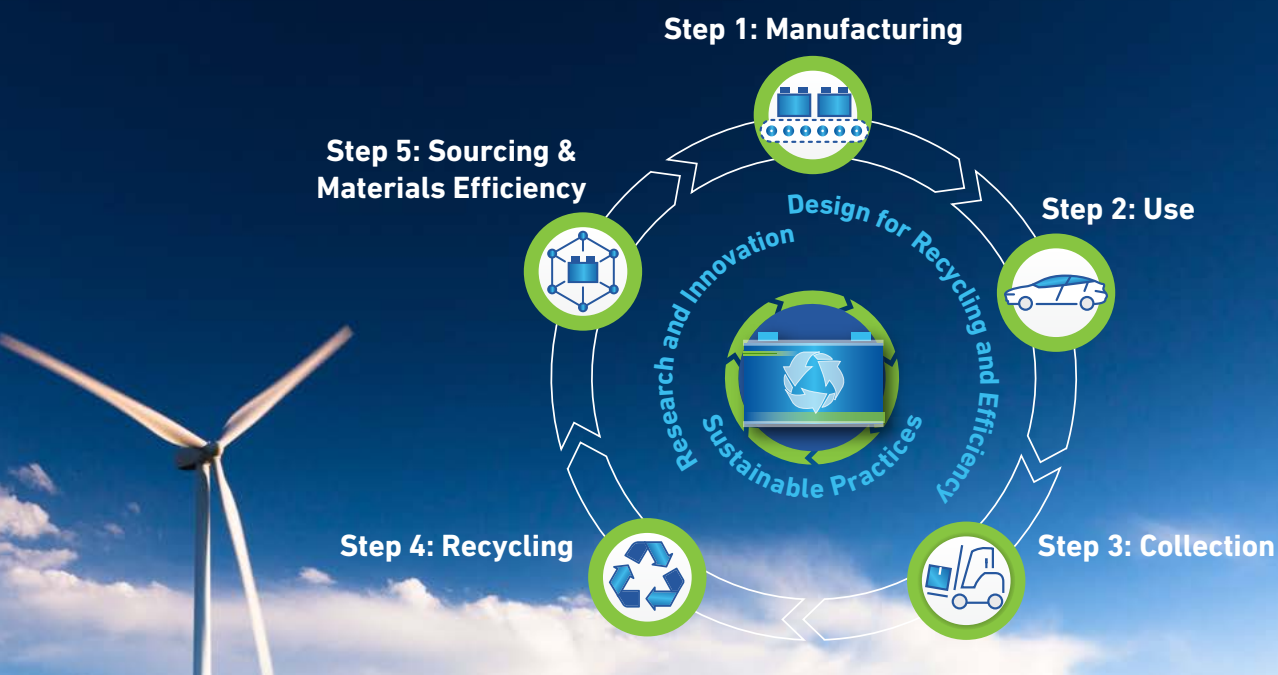 Step 1: Manufacturing
Step 5: Sourcing &
Materials Efficiency
Step 2: Use
Design for Recycling and Efficiency
Research and Innovation
Sustainable Practices
Step 4: Recycling
Step 3: Collection